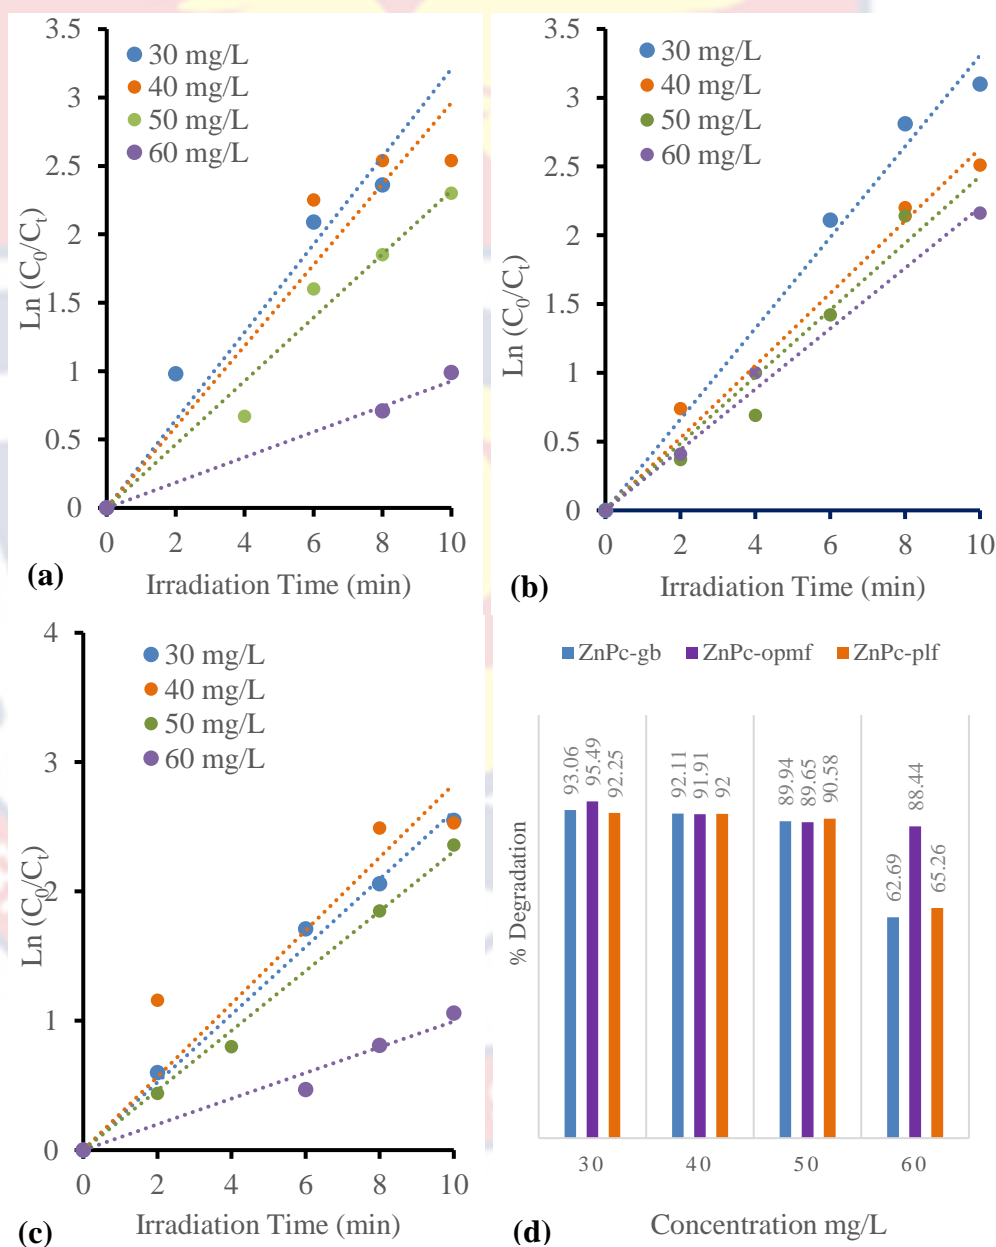 3.5
3
2.5
2
1.5
1
0.5
0
Ln (C₀/Cₜ)
30 mg/L
40 mg/L
50 mg/L
60 mg/L
0 2 4 6 8 10
Irradiation Time (min)
(a)
3.5
3
2.5
2
1.5
1
0.5
0
Ln (C₀/Cₜ)
30 mg/L
40 mg/L
50 mg/L
60 mg/L
0 2 4 6 8 10
Irradiation Time (min)
(b)
4
3
2
1
0
Ln (C₀/Cₜ)
30 mg/L
40 mg/L
50 mg/L
60 mg/L
0 2 4 6 8 10
Irradiation Time (min)
(c)
ZnPc-gb ZnPc-opmf ZnPc-plf
% Degradation
93.06
95.49
92.25
92.11
91.91
92
89.94
89.65
90.58
62.69
88.44
65.26
30 40 50 60
Concentration mg/L
(d)